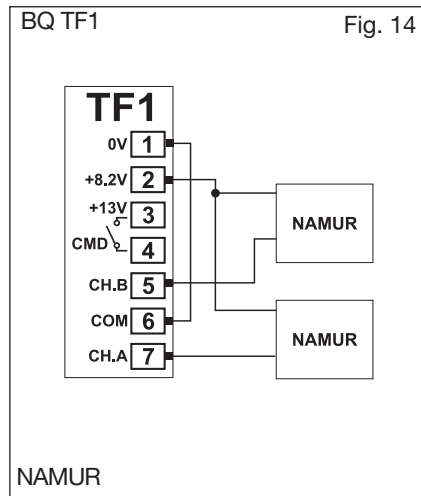 BQ TF1 Fig. 14
TF1
0V 1
+8.2V 2
+13V 3
CMD 4
CH.B 5
COM 6
CH.A 7
NAMUR
NAMUR
NAMUR